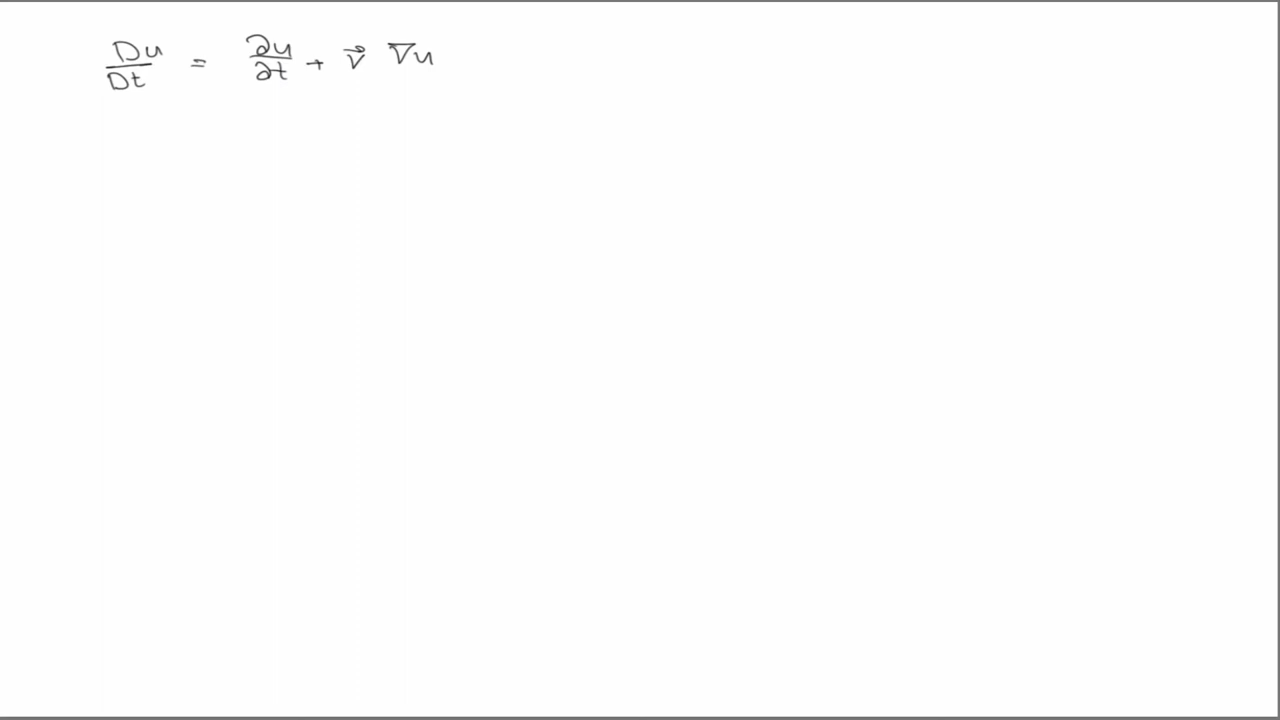 Du/Dt = ∂u/∂t + v⃗ ∇u